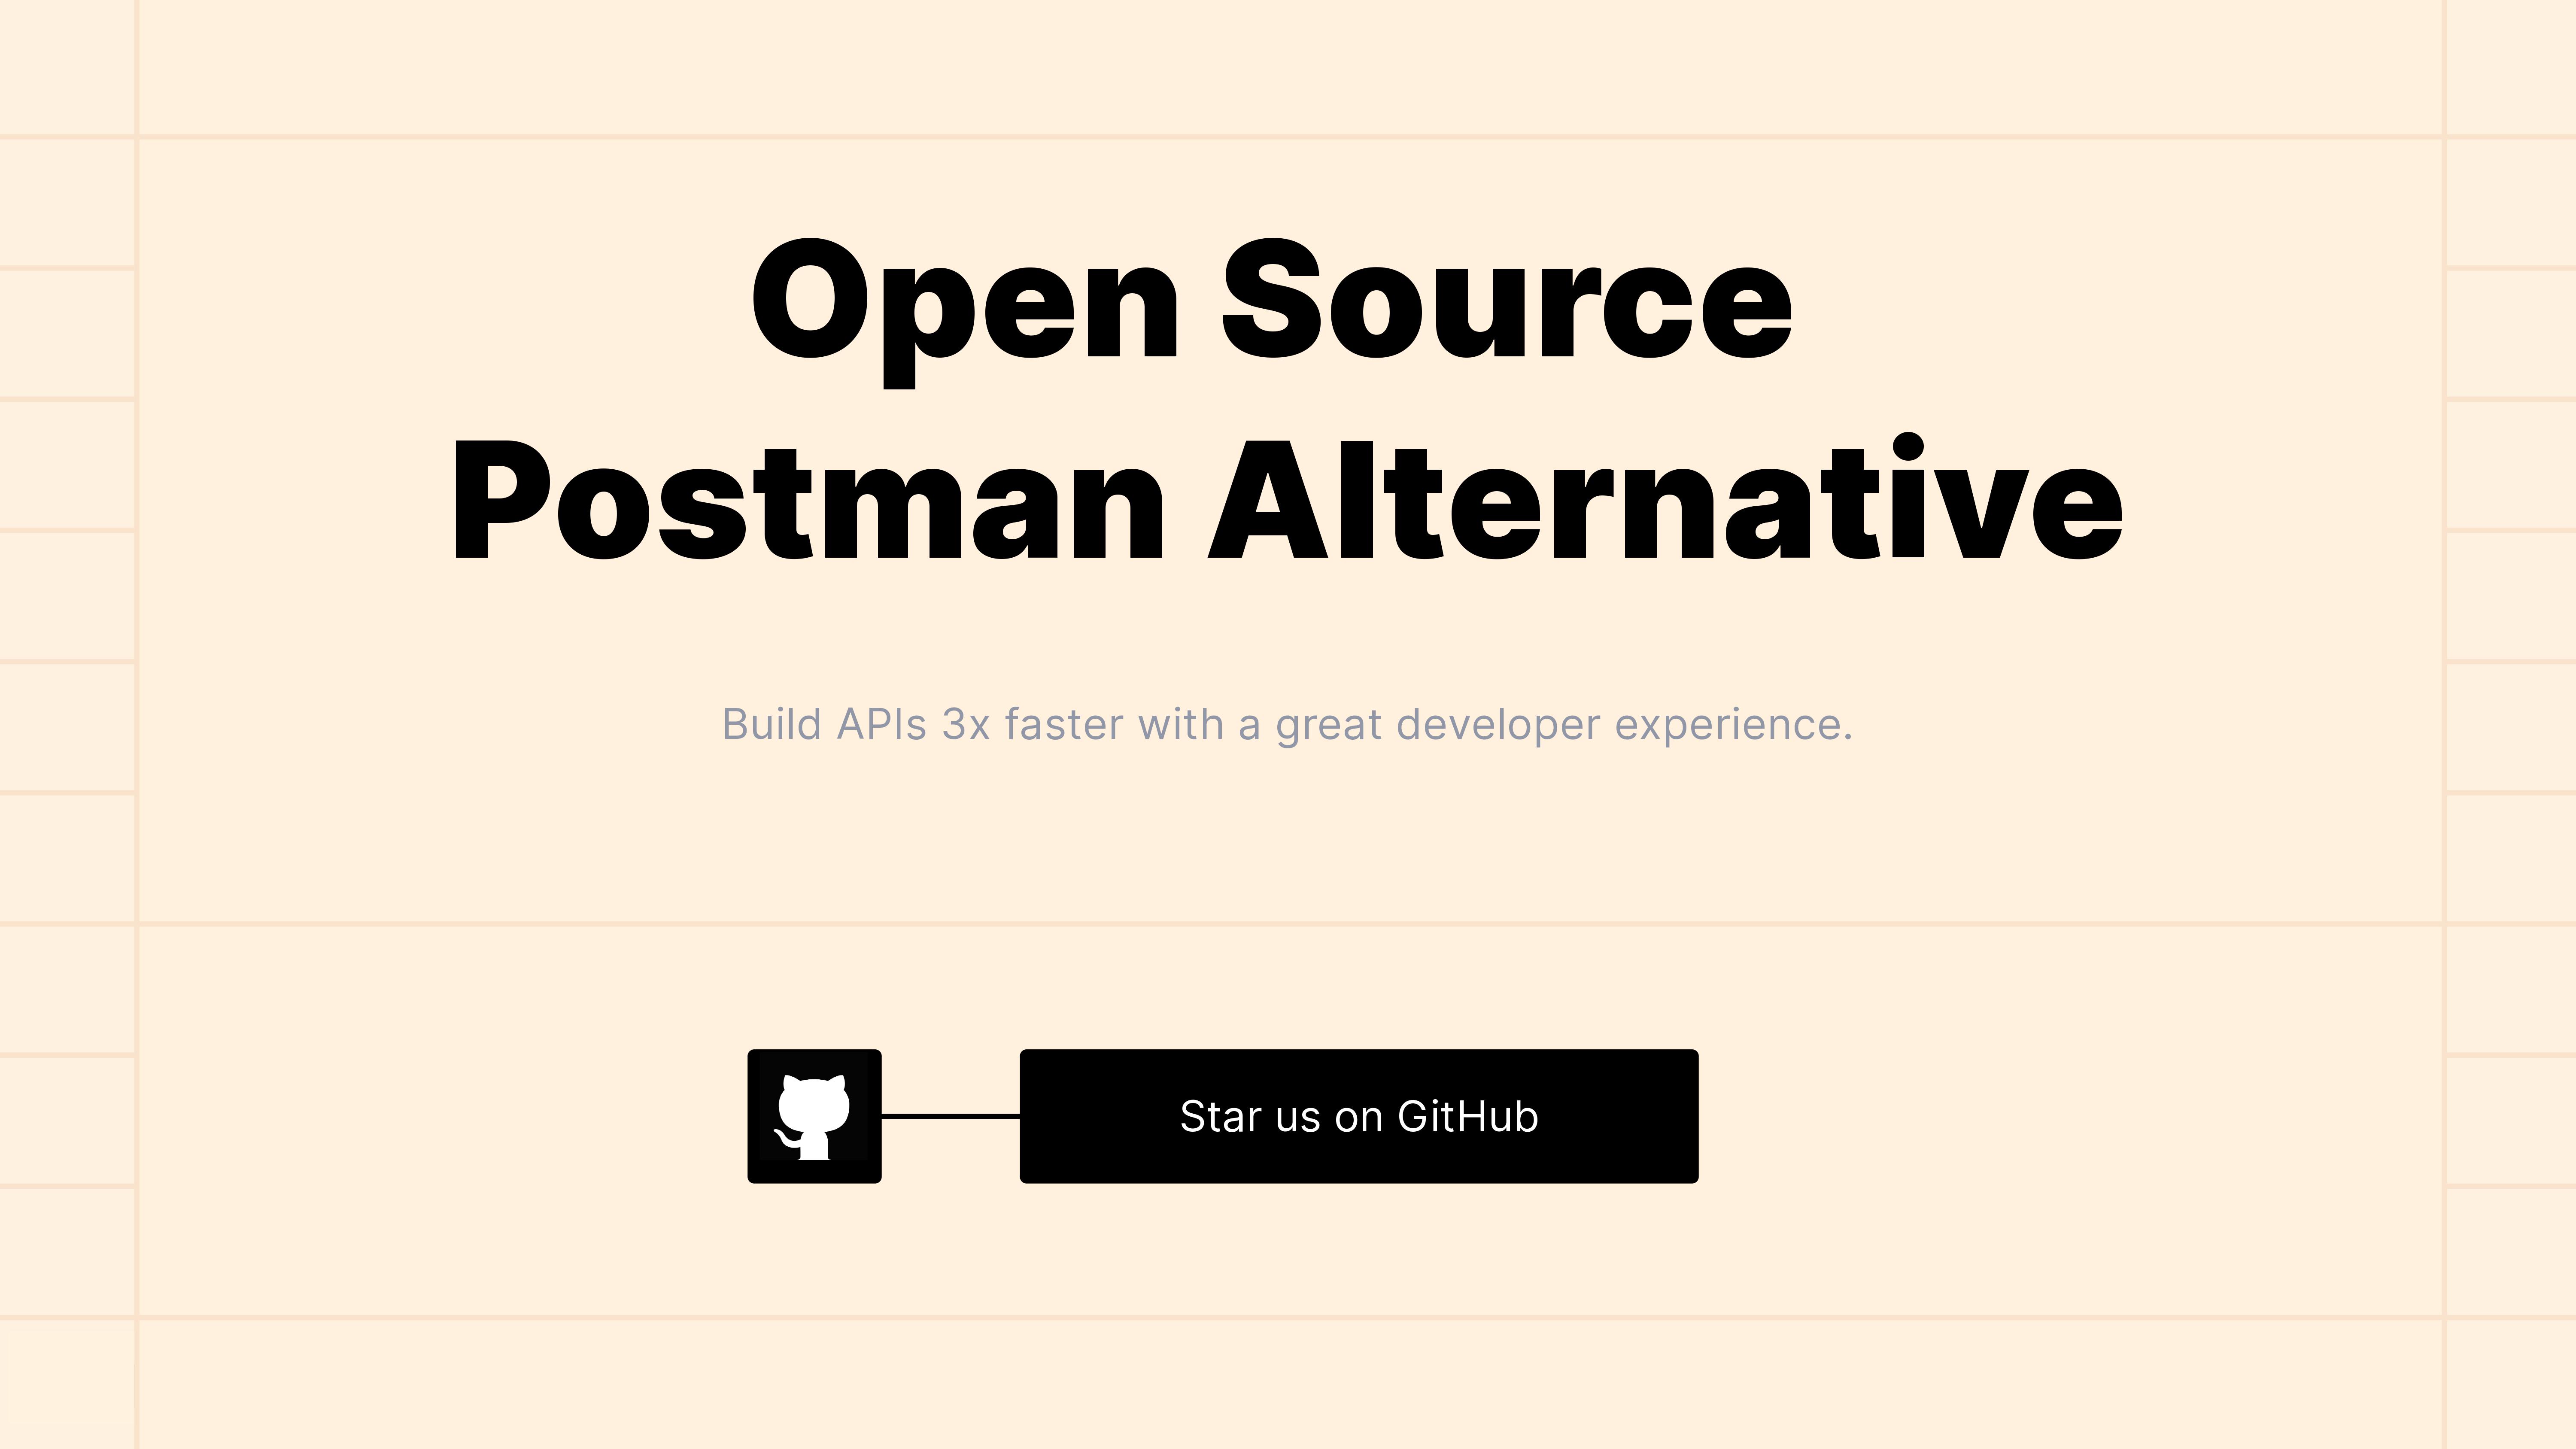 Open Source
Postman Alternative
Build APIs 3x faster with a great developer experience.
Star us on GitHub